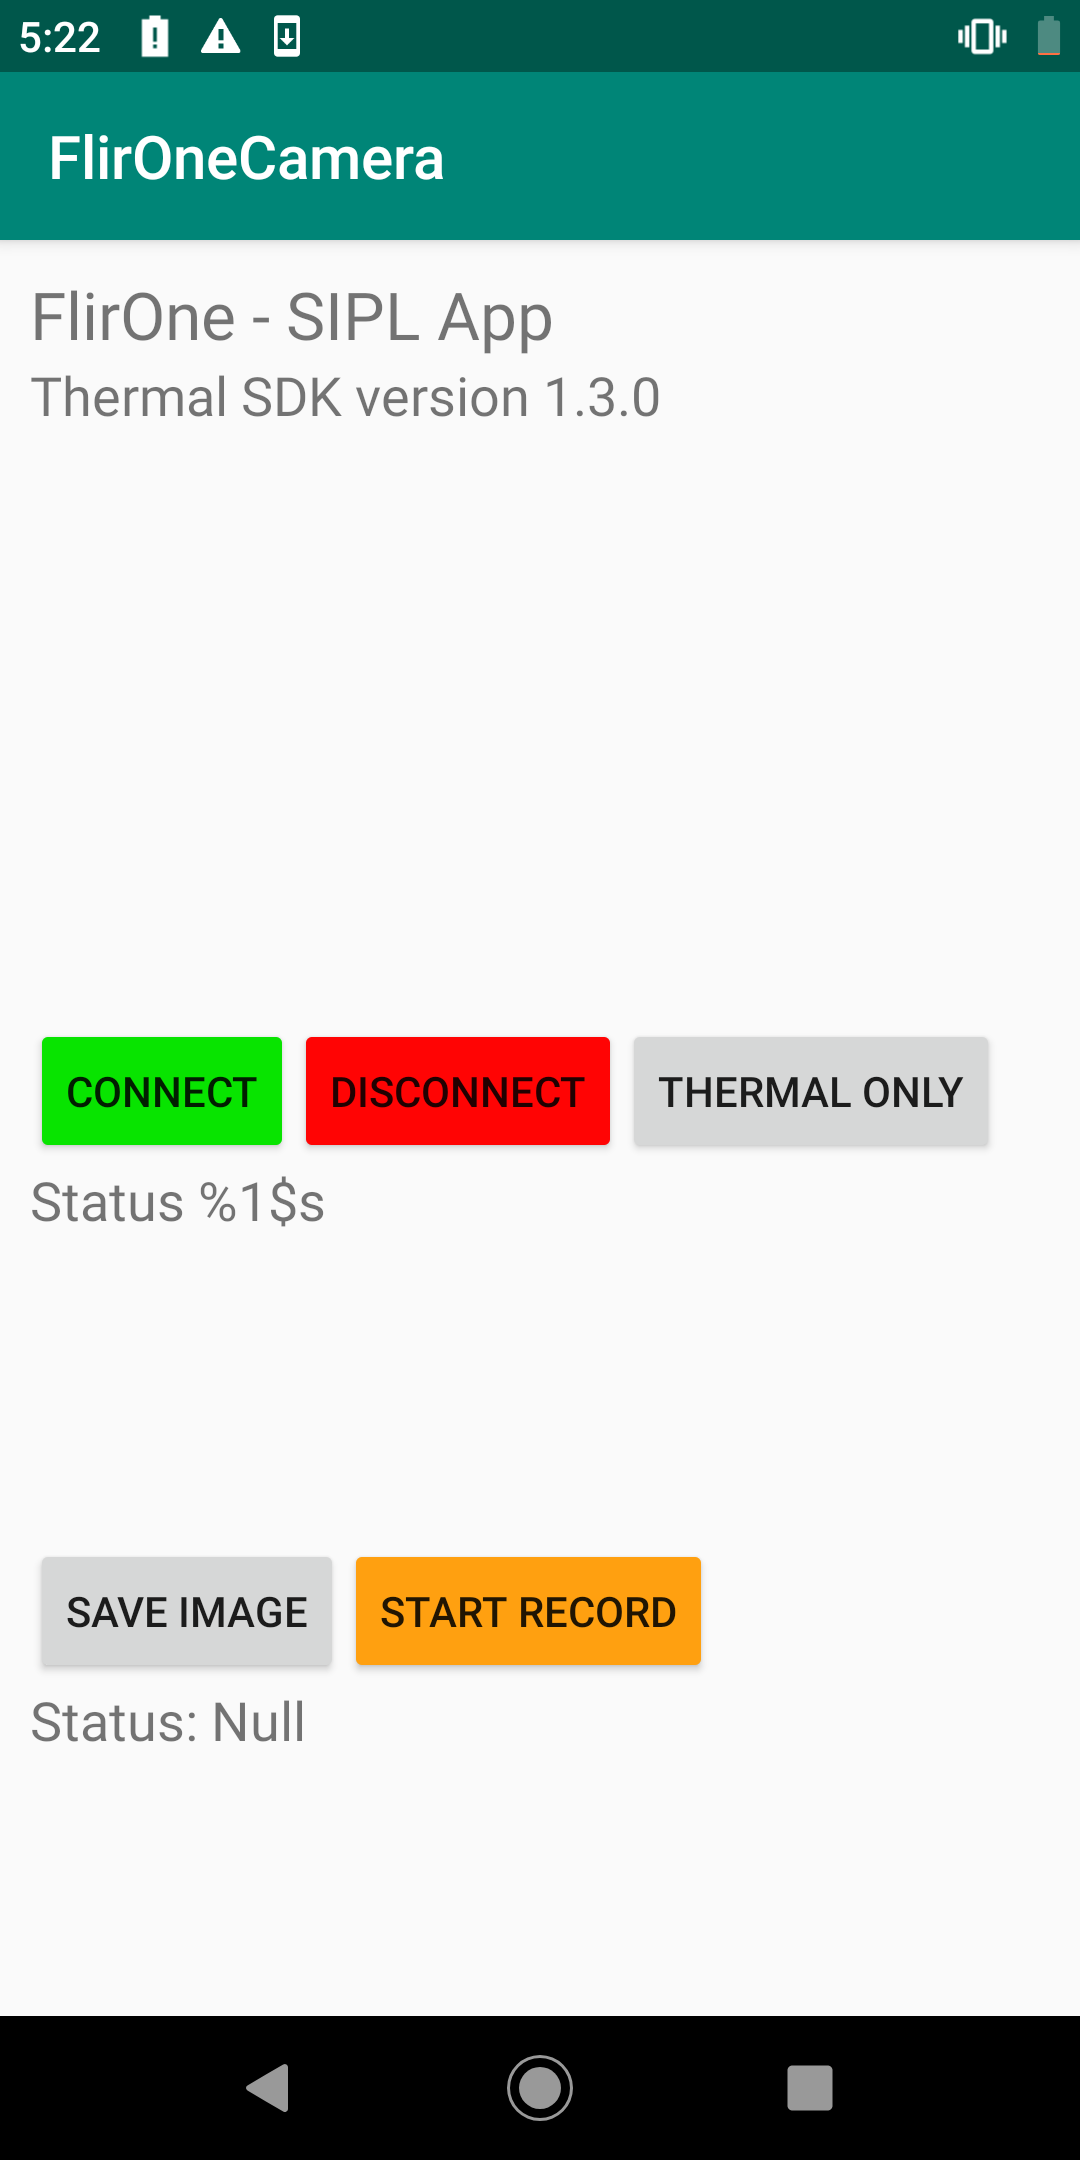 5:22
FlirOneCamera
FlirOne - SIPL App
Thermal SDK version 1.3.0
CONNECT DISCONNECT THERMAL ONLY
Status %1$s
SAVE IMAGE START RECORD
Status: Null